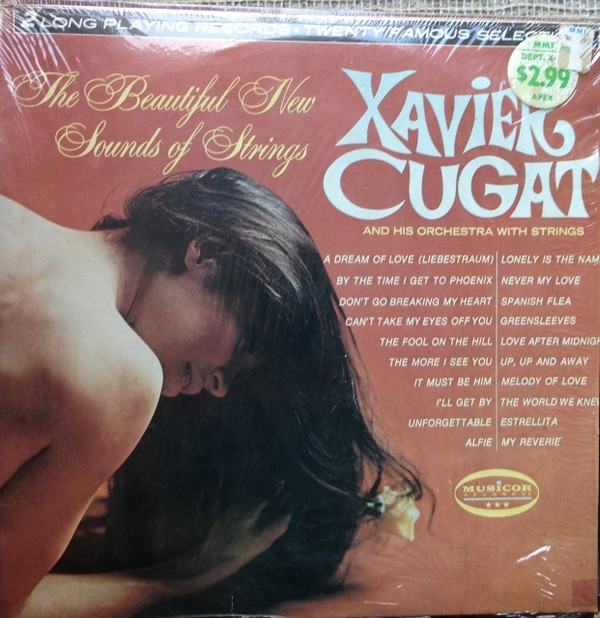 2 LONG PLAYING RECORDS • TWENTY FAMOUS
MMT
DEPT. X-
$2.99
APEX
The Beautiful New
Sounds of Strings
XAVIER
CUGAT
AND HIS ORCHESTRA WITH STRINGS
A DREAM OF LOVE (LIEBESTRAUM)
BY THE TIME I GET TO PHOENIX
DON'T GO BREAKING MY HEART
CAN'T TAKE MY EYES OFF YOU
THE FOOL ON THE HILL
THE MORE I SEE YOU
IT MUST BE HIM
I'LL GET BY
UNFORGETTABLE
ALFIE
LONELY IS THE NAM
NEVER MY LOVE
SPANISH FLEA
GREENSLEEVES
LOVE AFTER MIDNIGH
UP, UP AND AWAY
MELODY OF LOVE
THE WORLD WE KNE
ESTRELLITA
MY REVERIE
MUSICOR
RECORDS